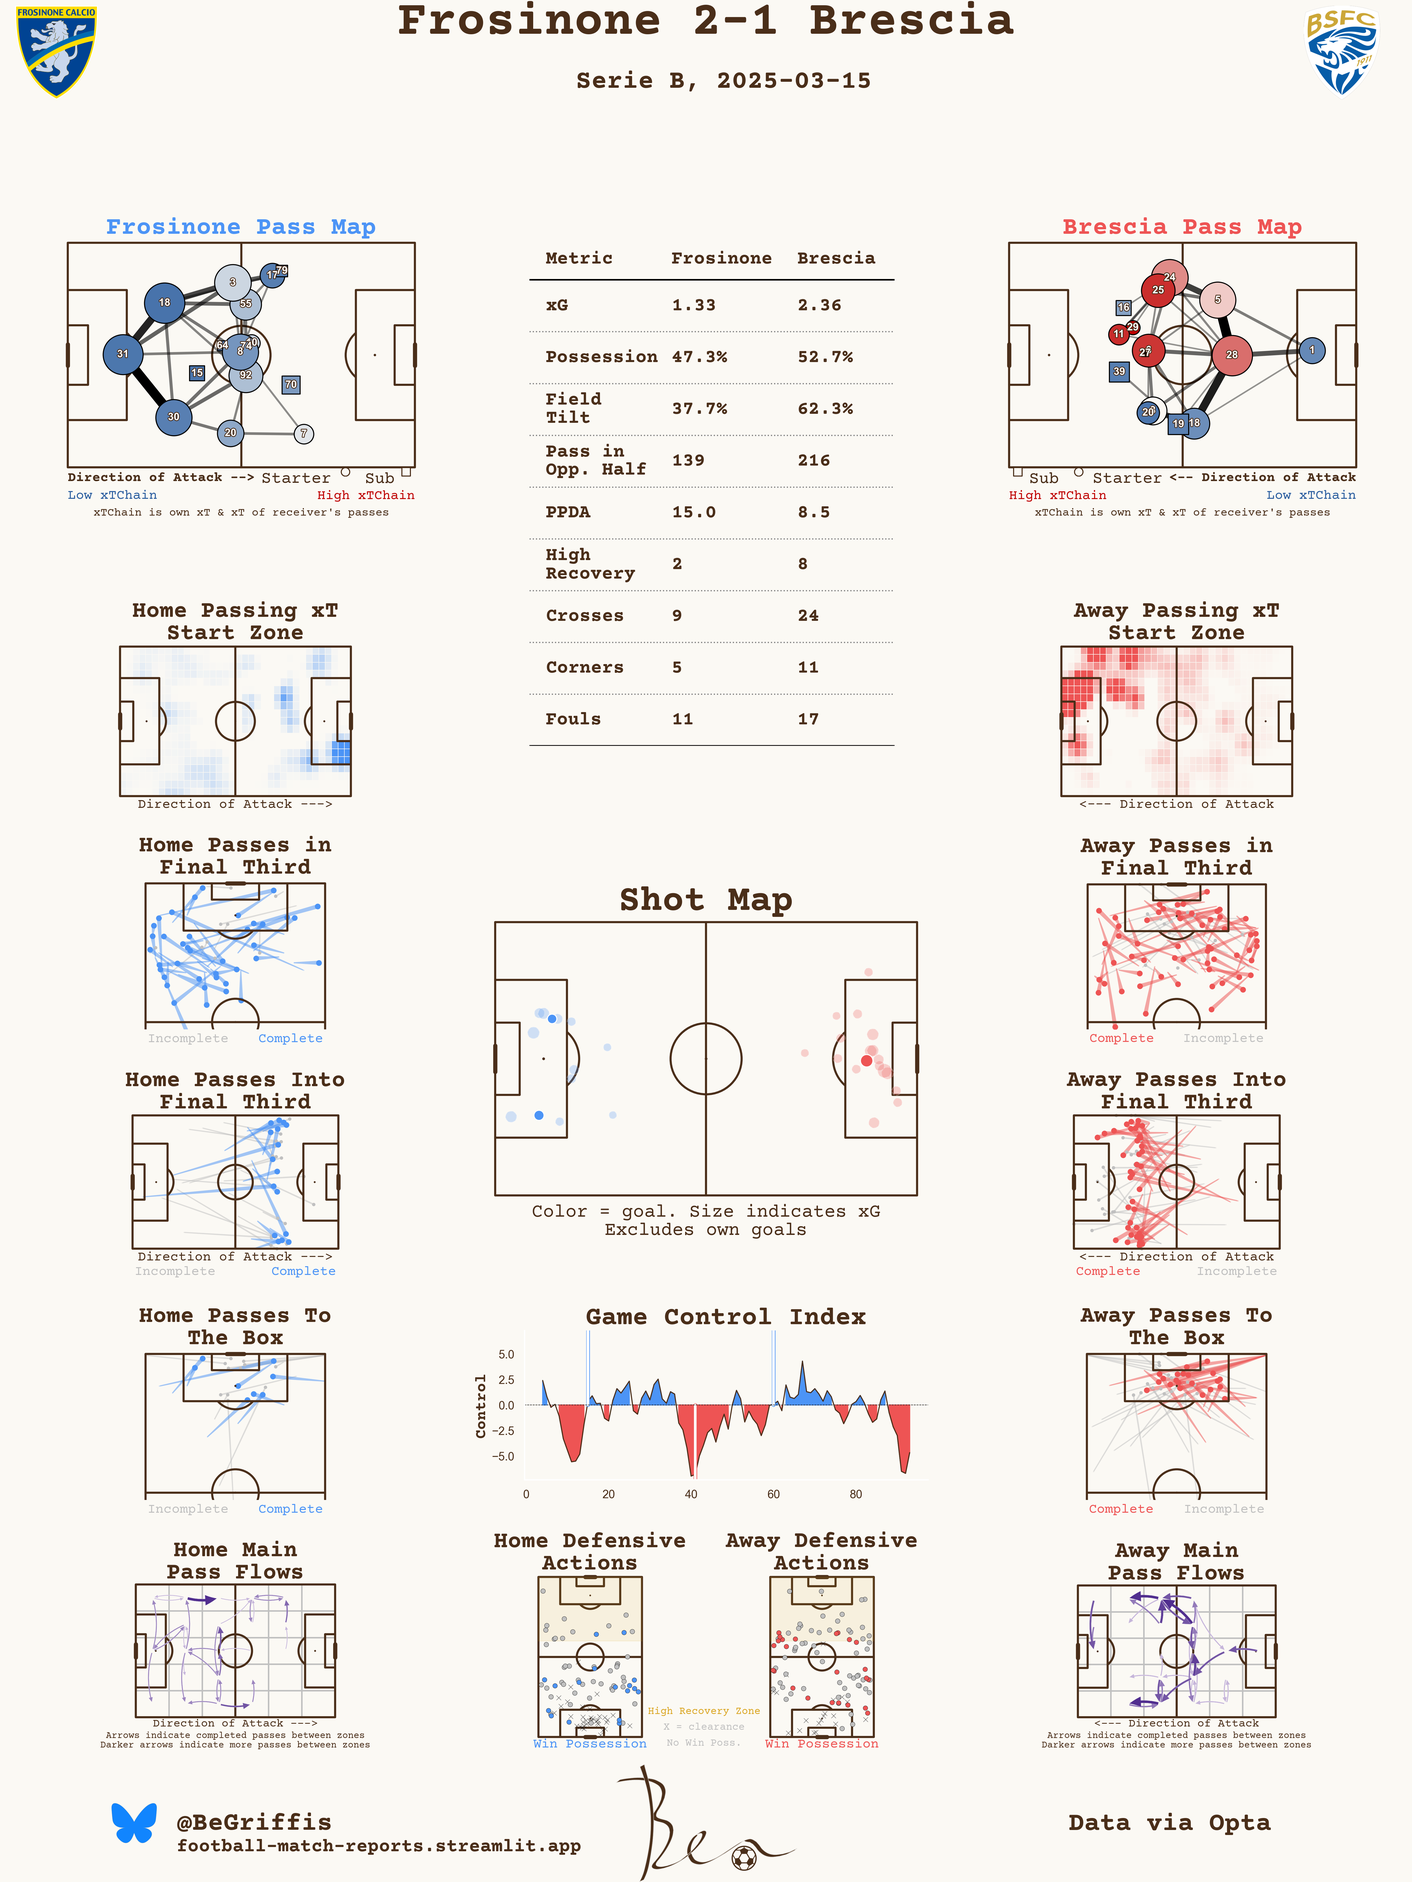 FROSINONE CALCIO
Frosinone 2-1 Brescia
BSFC
1911
Serie B, 2025-03-15
Frosinone Pass Map
3
17
79
18
55
31
64
74
8
15
92
70
30
20
7
Direction of Attack --> Starter Sub
Low xTChain High xTChain
xTChain is own xT & xT of receiver's passes
Metric Frosinone Brescia
xG 1.33 2.36
Possession 47.3% 52.7%
Field
Tilt 37.7% 62.3%
Pass in
Opp. Half 139 216
PPDA 15.0 8.5
High
Recovery 2 8
Crosses 9 24
Corners 5 11
Fouls 11 17
Brescia Pass Map
24
25
5
16
29
11
27
28
1
39
20
19
18
Sub Starter <-- Direction of Attack
High xTChain Low xTChain
xTChain is own xT & xT of receiver's passes
Home Passing xT
Start Zone
Direction of Attack --->
Away Passing xT
Start Zone
<--- Direction of Attack
Home Passes in
Final Third
Incomplete Complete
Away Passes in
Final Third
Complete Incomplete
Shot Map
Color = goal. Size indicates xG
Excludes own goals
Home Passes Into
Final Third
Direction of Attack --->
Incomplete Complete
Away Passes Into
Final Third
<--- Direction of Attack
Complete Incomplete
Home Passes To
The Box
Incomplete Complete
Game Control Index
Control
5.0
2.5
0.0
−2.5
−5.0
0 20 40 60 80
Away Passes To
The Box
Complete Incomplete
Home Main
Pass Flows
Direction of Attack --->
Arrows indicate completed passes between zones
Darker arrows indicate more passes between zones
Home Defensive
Actions
Win Possession
High Recovery Zone
X = clearance
No Win Poss.
Away Defensive
Actions
Win Possession
Away Main
Pass Flows
<--- Direction of Attack
Arrows indicate completed passes between zones
Darker arrows indicate more passes between zones
@BeGriffis
football-match-reports.streamlit.app
Ben
Data via Opta